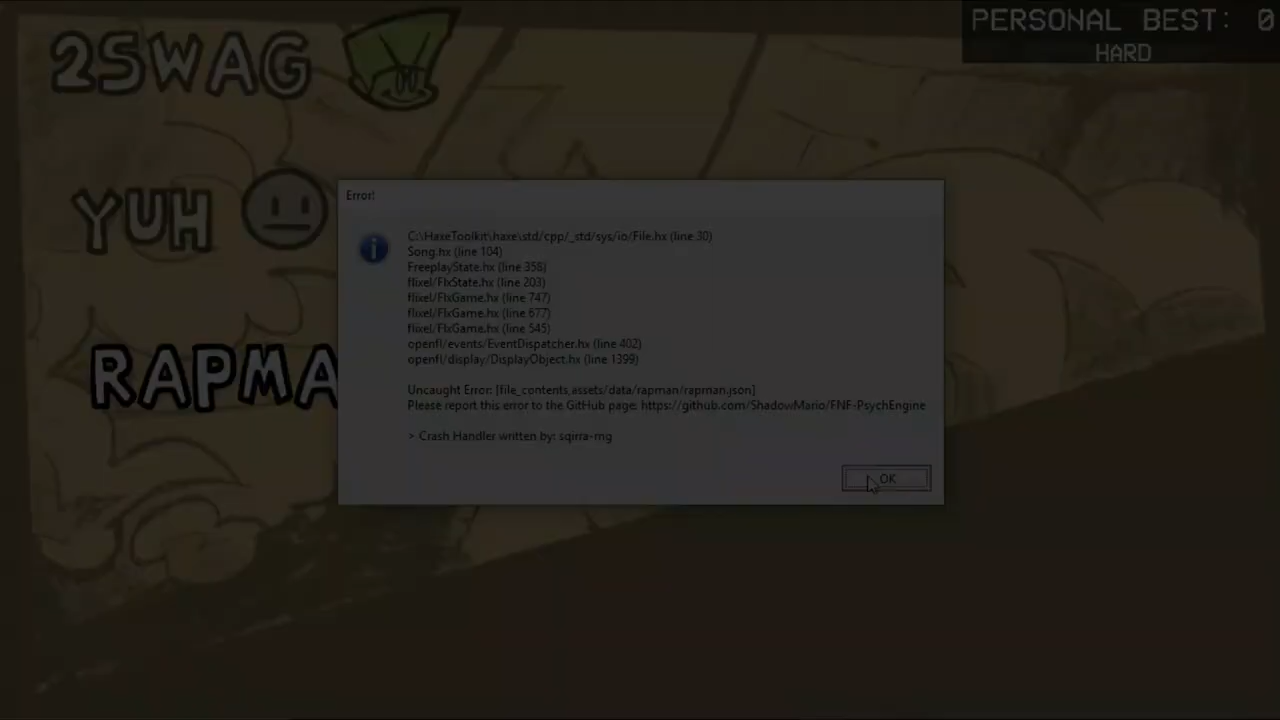 PERSONAL BEST: 0
HARD
2SWAG
YUH
RAPMA
Error!
C:\HaxeToolkit\haxe\std/cpp/_std/sys/io/File.hx (line 30)
Song.hx (line 104)
FreeplayState.hx (line 358)
flixel/FlxState.hx (line 203)
flixel/FlxGame.hx (line 747)
flixel/FlxGame.hx (line 677)
flixel/FlxGame.hx (line 545)
openfl/events/EventDispatcher.hx (line 402)
openfl/display/DisplayObject.hx (line 1399)
Uncaught Error: [file_contents,assets/data/rapman/rapman.json]
Please report this error to the GitHub page: https://github.com/ShadowMario/FNF-PsychEngine
> Crash Handler written by: sqirra-rng
OK